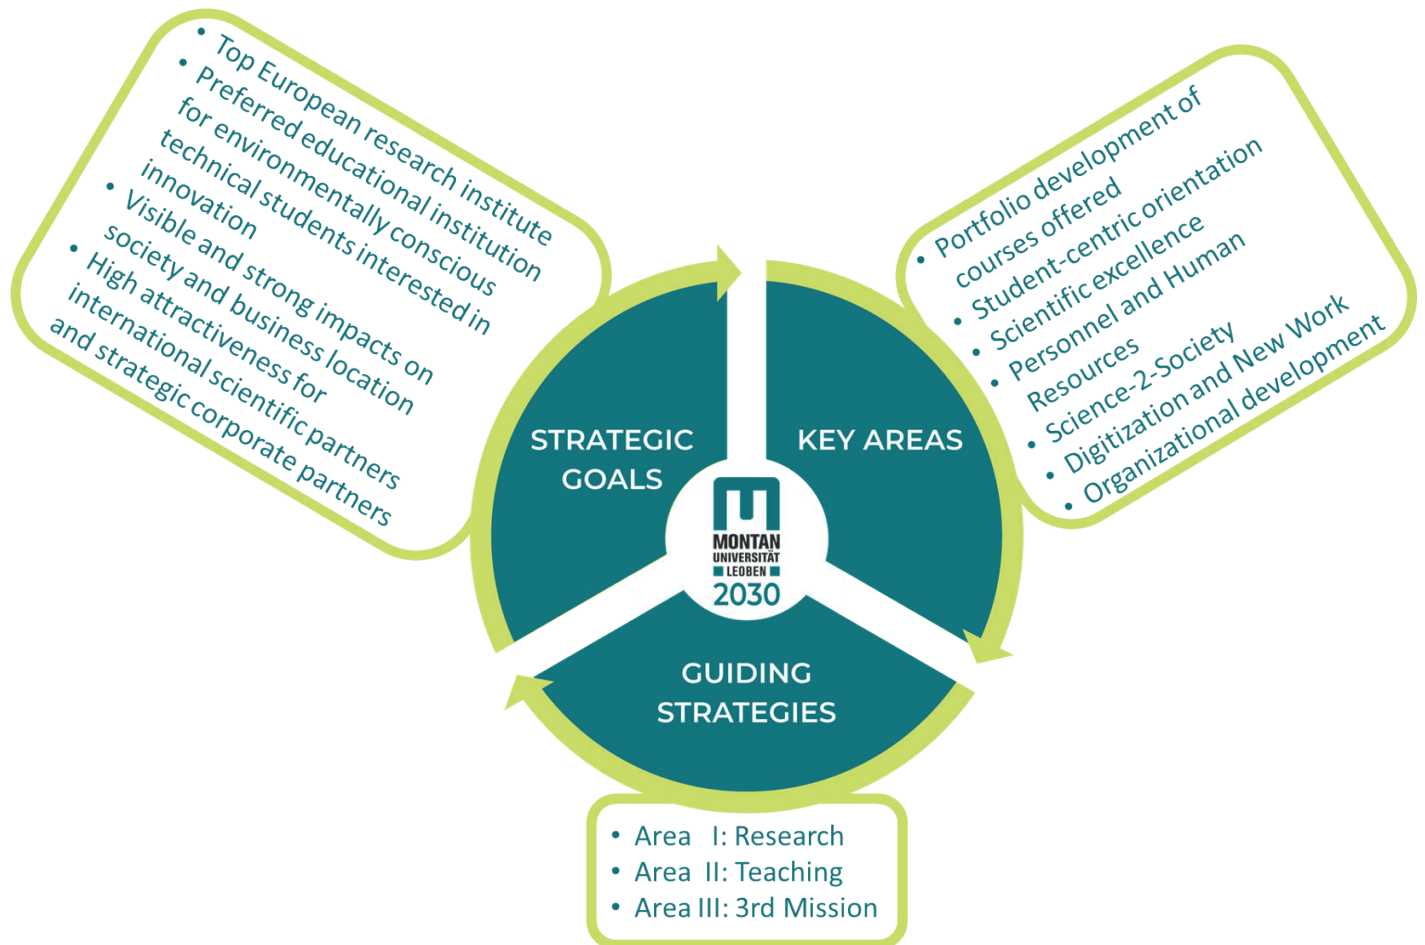 • Top European research institute
• Preferred educational institution
for environmentally conscious
technical students interested in
innovation
• Visible and strong impacts on
society and business location
• High attractiveness for
international scientific partners
and strategic corporate partners
• Portfolio development of
courses offered
• Student-centric orientation
• Scientific excellence
• Personnel and Human
Resources
• Science-2-Society
• Digitization and New Work
• Organizational development
STRATEGIC
GOALS
KEY AREAS
MONTAN
UNIVERSITÄT
LEOBEN
2030
GUIDING
STRATEGIES
• Area I: Research
• Area II: Teaching
• Area III: 3rd Mission